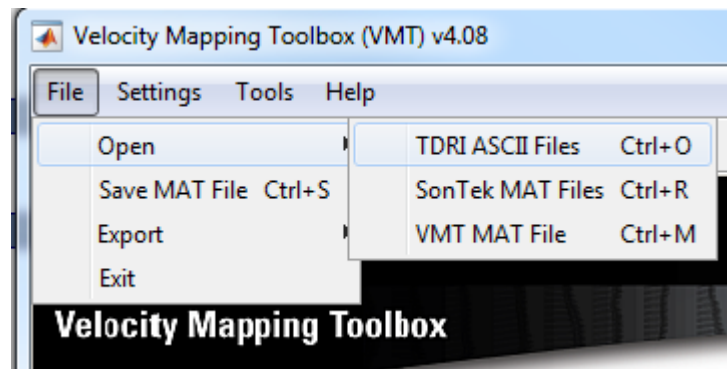 Velocity Mapping Toolbox (VMT) v4.08
File Settings Tools Help
Open TDRI ASCII Files Ctrl+O
Save MAT File Ctrl+S SonTek MAT Files Ctrl+R
Export VMT MAT File Ctrl+M
Exit
Velocity Mapping Toolbox